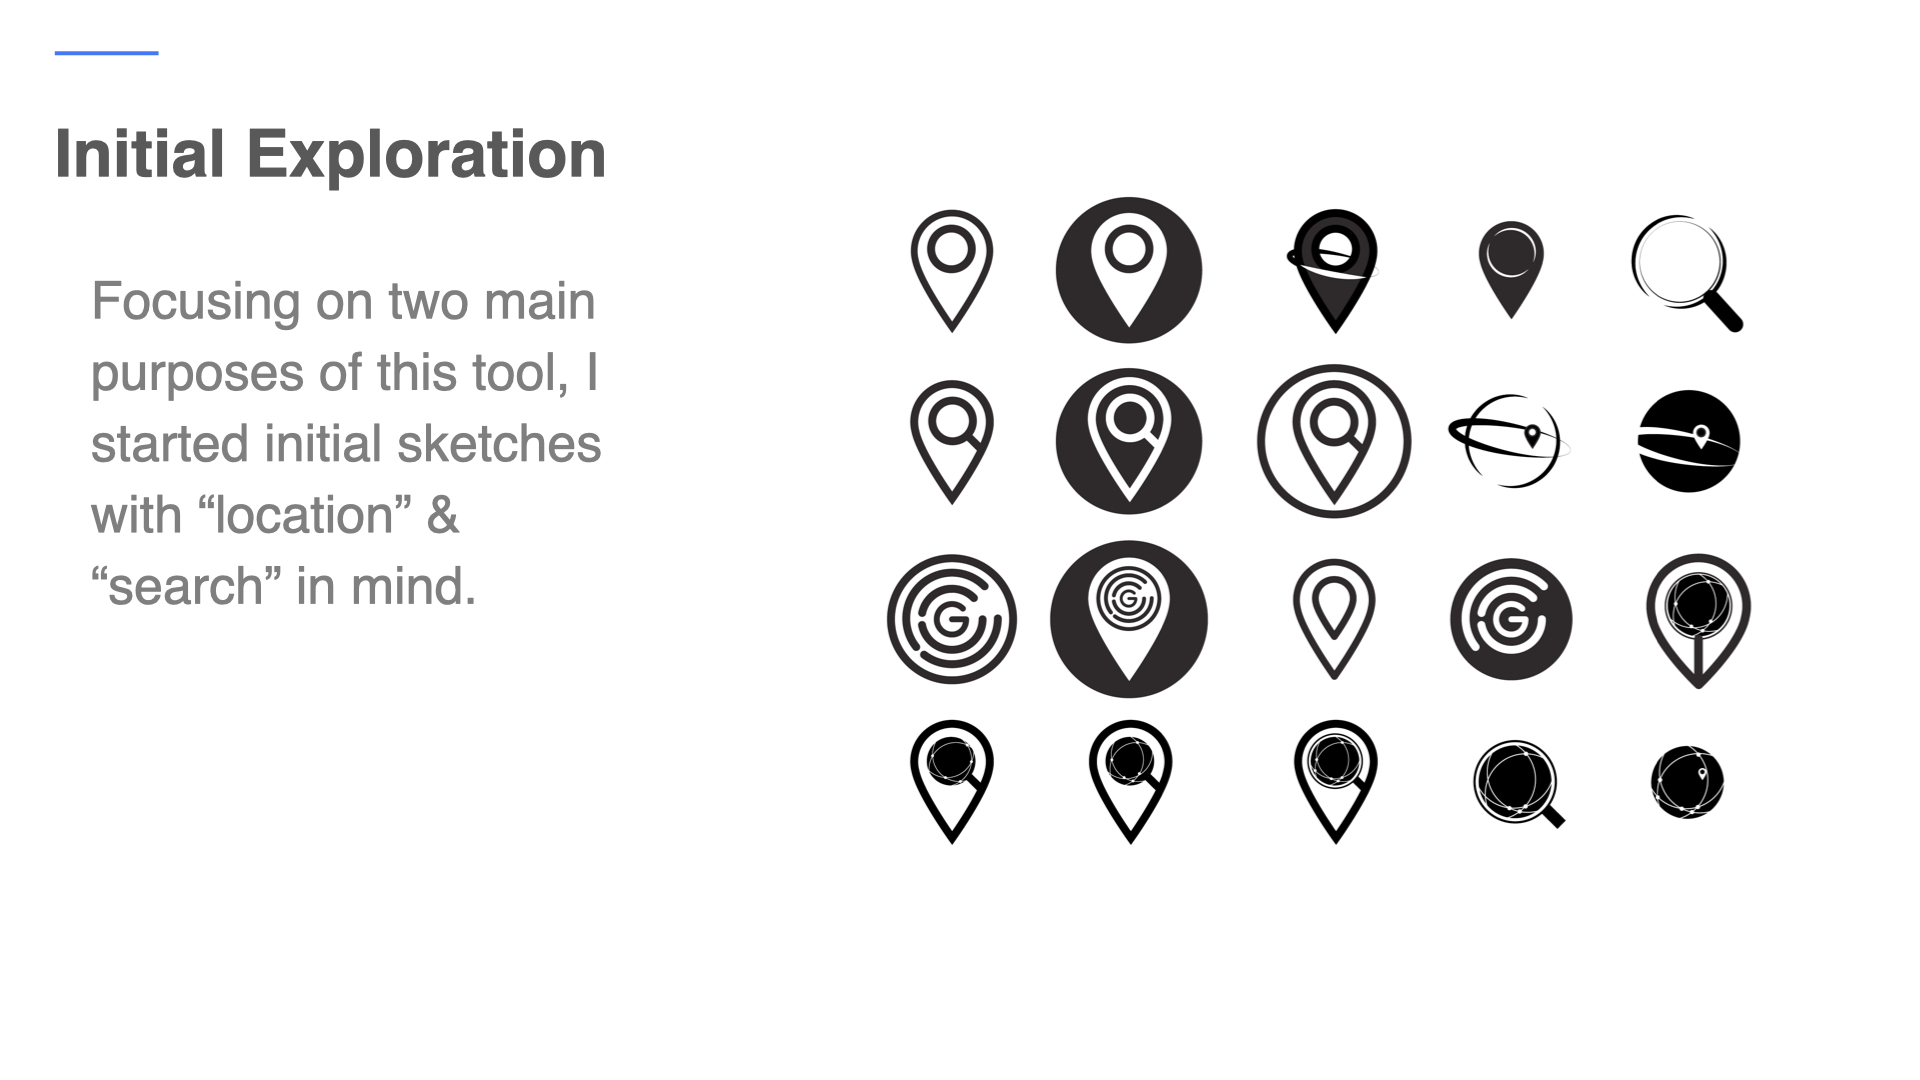 Initial Exploration
Focusing on two main
purposes of this tool, I
started initial sketches
with “location” &
“search” in mind.
G
G
G